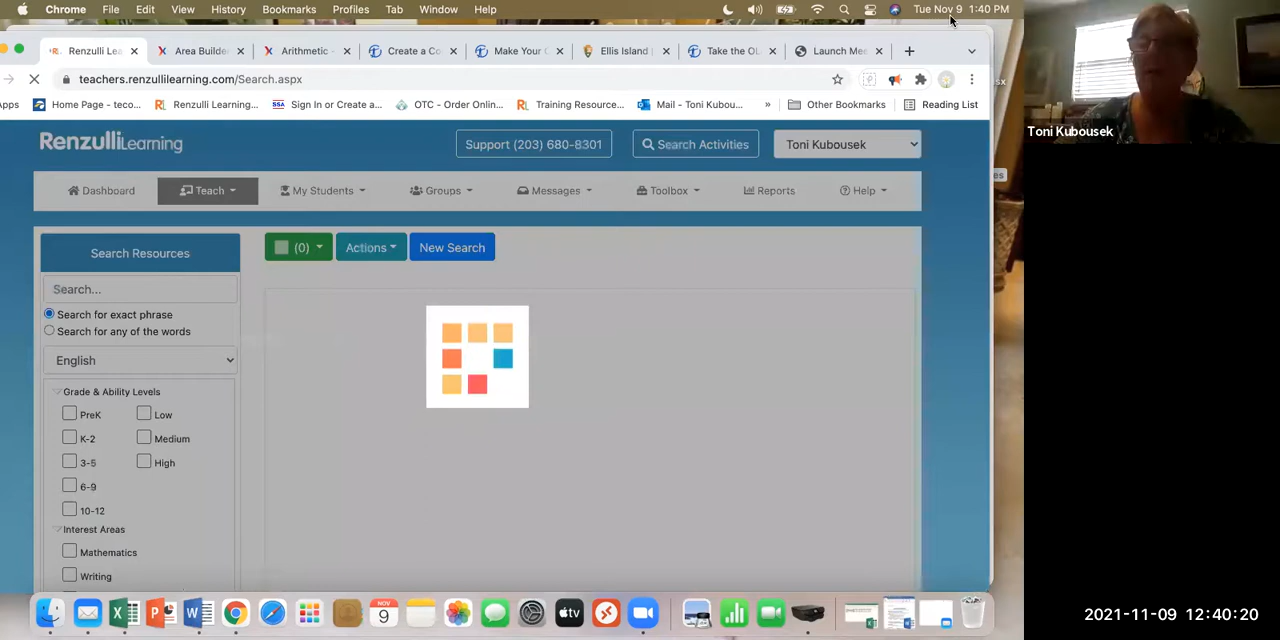 Chrome File Edit View History Bookmarks Profiles Tab Window Help Tue Nov 9 1:40 PM
Renzulli Lea Area Builde Arithmetic - Create a Co Make Your C Ellis Island Take the OL Launch Mee
teachers.renzullilearning.com/Search.aspx
pps Home Page - teco... Renzulli Learning... Sign In or Create a... OTC - Order Onlin... Training Resource... Mail - Toni Kubou... » Other Bookmarks Reading List
Toni Kubousek
RenzulliLearning Support (203) 680-8301 Search Activities Toni Kubousek
Dashboard Teach My Students Groups Messages Toolbox Reports Help
Search Resources
(0) Actions New Search
Search...
Search for exact phrase
Search for any of the words
English
Grade & Ability Levels
PreK Low
K-2 Medium
3-5 High
6-9
10-12
Interest Areas
Mathematics
Writing
NOV
9
tv
2021-11-09 12:40:20